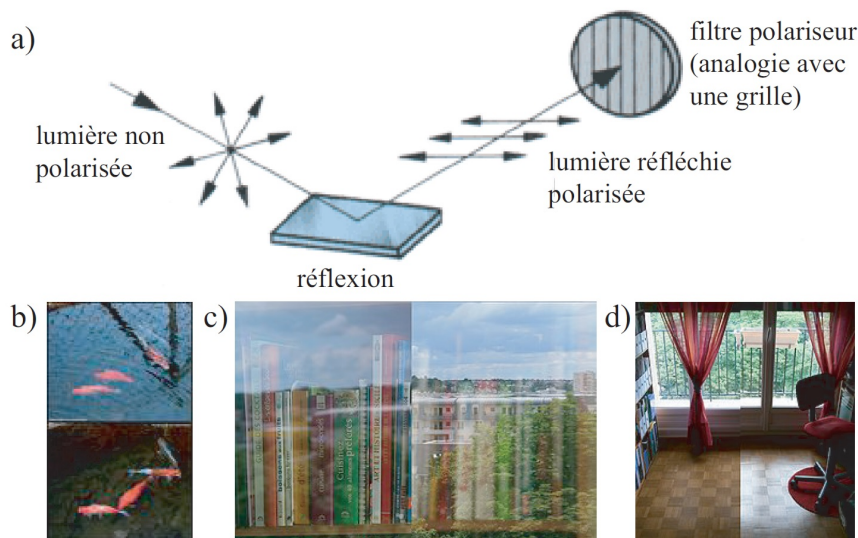 a)
lumière non
polarisée
réflexion
lumière réfléchie
polarisée
filtre polariseur
(analogie avec
une grille)
b)
c)
d)